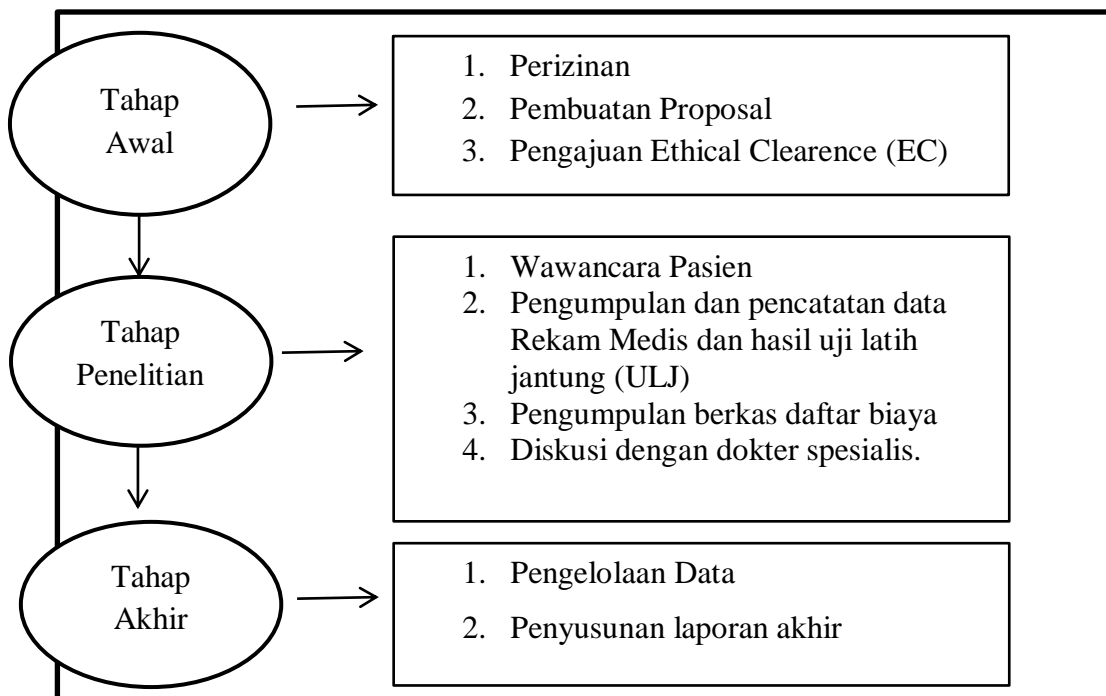 Tahap
Awal
1. Perizinan
2. Pembuatan Proposal
3. Pengajuan Ethical Clearence (EC)
Tahap
Penelitian
1. Wawancara Pasien
2. Pengumpulan dan pencatatan data
Rekam Medis dan hasil uji latih
jantung (ULJ)
3. Pengumpulan berkas daftar biaya
4. Diskusi dengan dokter spesialis.
Tahap
Akhir
1. Pengelolaan Data
2. Penyusunan laporan akhir